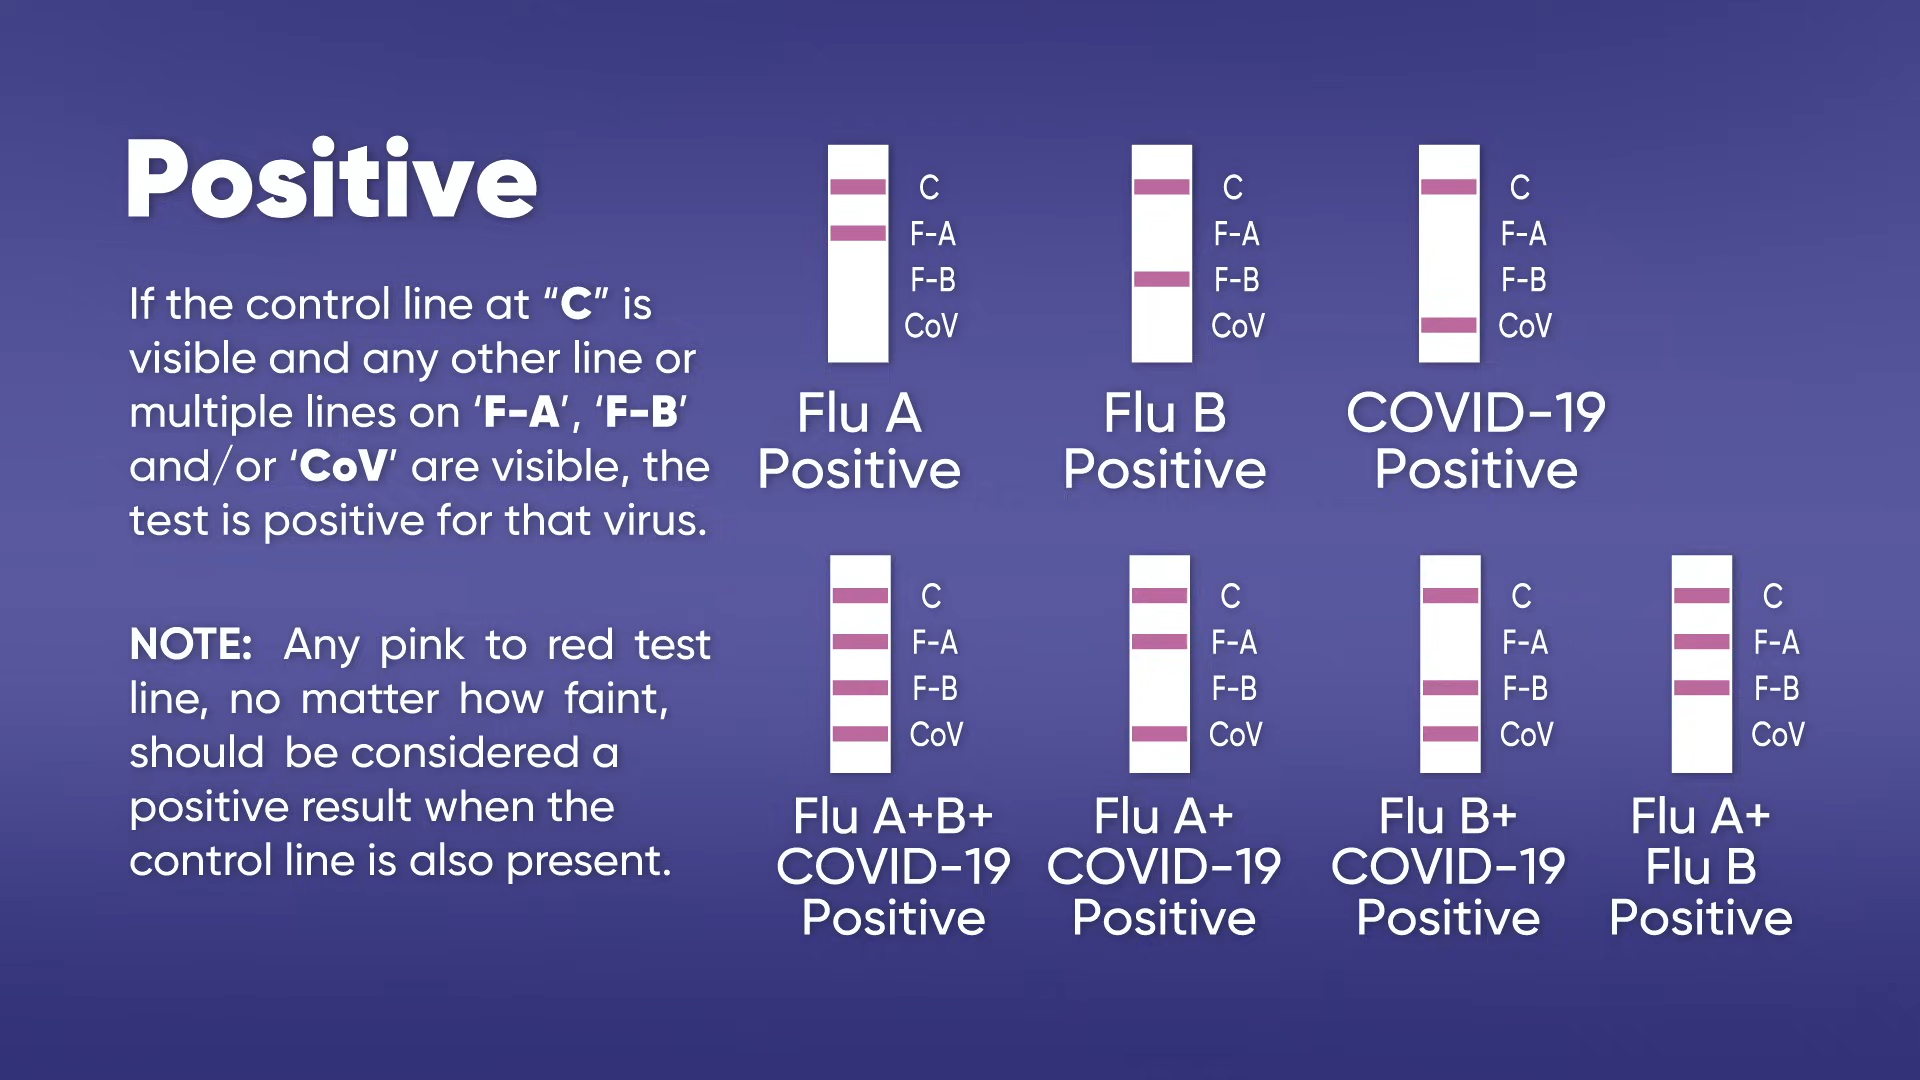 Positive
If the control line at “C” is
visible and any other line or
multiple lines on ‘F-A’, ‘F-B’
and/or ‘CoV’ are visible, the
test is positive for that virus.
NOTE: Any pink to red test
line, no matter how faint,
should be considered a
positive result when the
control line is also present.
C
F-A
F-B
CoV
Flu A
Positive
C
F-A
F-B
CoV
Flu B
Positive
C
F-A
F-B
CoV
COVID-19
Positive
C
F-A
F-B
CoV
Flu A+B+
COVID-19
Positive
C
F-A
F-B
CoV
Flu A+
COVID-19
Positive
C
F-A
F-B
CoV
Flu B+
COVID-19
Positive
C
F-A
F-B
CoV
Flu A+
Flu B
Positive